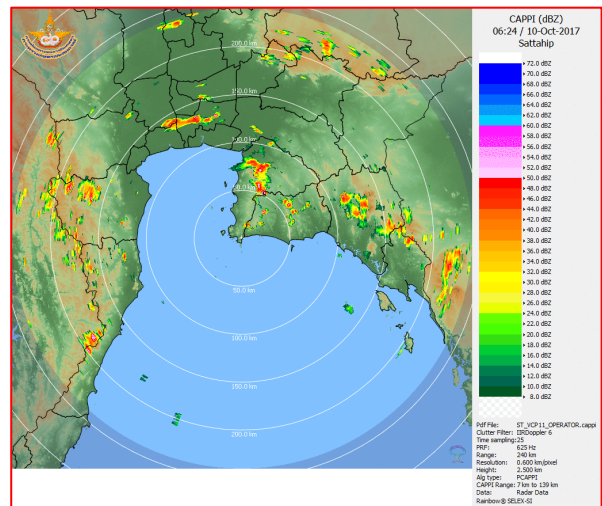 CAPPI (dBZ)
06:24 / 10-Oct-2017
Sattahip
72.0 dBZ
70.0 dBZ
68.0 dBZ
66.0 dBZ
64.0 dBZ
62.0 dBZ
60.0 dBZ
58.0 dBZ
56.0 dBZ
54.0 dBZ
52.0 dBZ
50.0 dBZ
48.0 dBZ
46.0 dBZ
44.0 dBZ
42.0 dBZ
40.0 dBZ
38.0 dBZ
36.0 dBZ
34.0 dBZ
32.0 dBZ
30.0 dBZ
28.0 dBZ
26.0 dBZ
24.0 dBZ
22.0 dBZ
20.0 dBZ
18.0 dBZ
16.0 dBZ
14.0 dBZ
12.0 dBZ
10.0 dBZ
8.0 dBZ
Pdf File: ST_VCP11_OPERATOR.cappi
Clutter Filter: IIRDoppler 6
Time sampling: 25
PRF: 625 Hz
Range: 240 km
Resolution: 0.600 km/pixel
Height: 2.500 km
Alg type: PCAPPI
CAPPI Range: 7 km to 139 km
Data: Radar Data
Rainbow® SELEX-SI
200.0 km
150.0 km
100.0 km
50.0 km
50.0 km
100.0 km
150.0 km
200.0 km